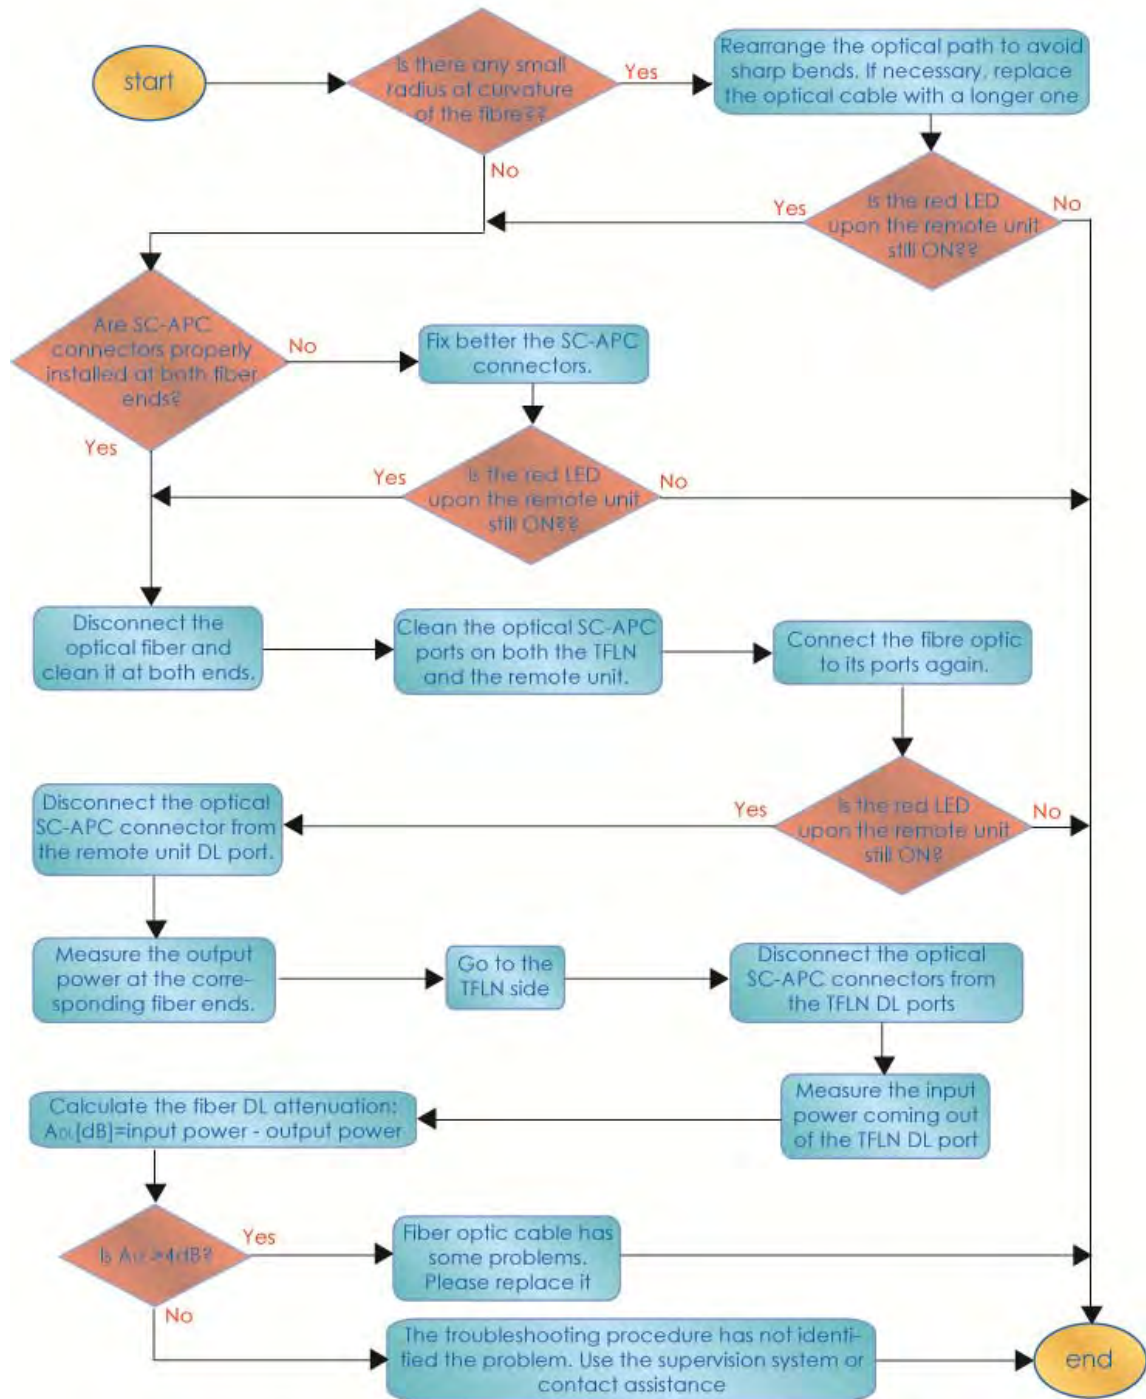 start
Is there any small
radius of curvature
of the fibre??
Yes
Rearrange the optical path to avoid
sharp bends. If necessary, replace
the optical cable with a longer one
No
Is the red LED
upon the remote unit
still ON??
Yes
No
Are SC-APC
connectors properly
installed at both fiber
ends?
No
Fix better the SC-APC
connectors.
Yes
Is the red LED
upon the remote unit
still ON??
Yes
No
Disconnect the
optical fiber and
clean it at both ends.
Clean the optical SC-APC
ports on both the TFLN
and the remote unit.
Connect the fibre optic
to its ports again.
Is the red LED
upon the remote unit
still ON?
Yes
No
Disconnect the optical
SC-APC connector from
the remote unit DL port.
Measure the output
power at the corre-
sponding fiber ends.
Go to the
TFLN side
Disconnect the optical
SC-APC connectors from
the TFLN DL ports
Measure the input
power coming out
of the TFLN DL port
Calculate the fiber DL attenuation:
ADL[dB]=input power - output power
Is >4dB?
Yes
Fiber optic cable has
some problems.
Please replace it
No
The troubleshooting procedure has not identi-
fied the problem. Use the supervision system or
contact assistance
end